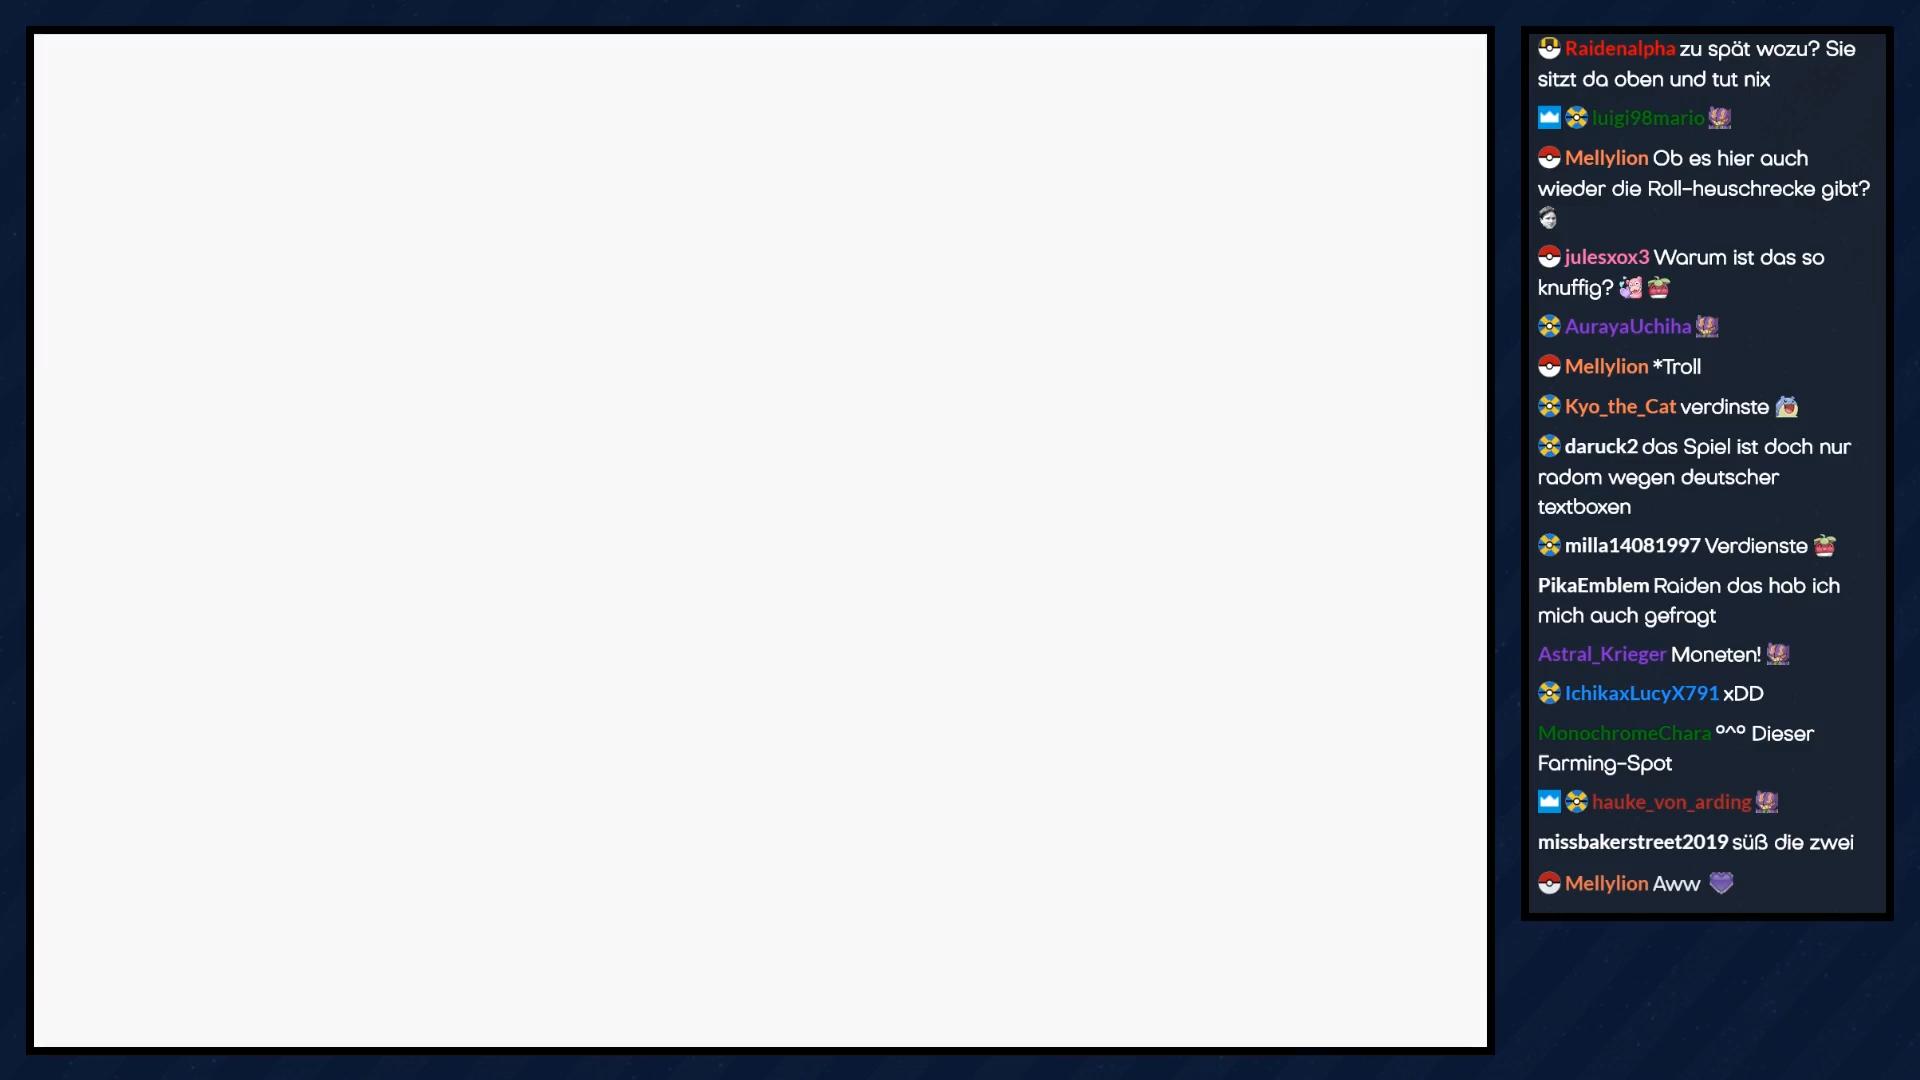 Raidenalpha zu spät wozu? Sie
sitzt da oben und tut nix
luigi98mario
Mellylion Ob es hier auch
wieder die Roll-heuschrecke gibt?
julesxox3 Warum ist das so
knuffig?
AurayaUchiha
Mellylion *Troll
Kyo_the_Cat verdinste
daruck2 das Spiel ist doch nur
radom wegen deutscher
textboxen
milla14081997 Verdienste
PikaEmblem Raiden das hab ich
mich auch gefragt
Astral_Krieger Moneten!
IchikaxLucyX791 xDD
MonochromeChara º^º Dieser
Farming-Spot
hauke_von_arding
missbakerstreet2019 süß die zwei
Mellylion Aww